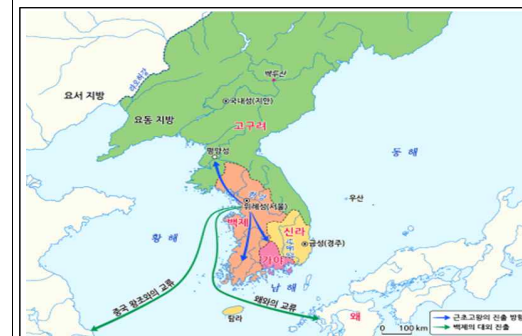 백두산
요서 지방
국내성(지안)
요동 지방
고구려
평양성
동 해
위례성(서울)
우산
백제
신라
황 해
금성(경주)
가야
남 해
중국 왕조와의 교류
왜와의 교류
탐라
왜
근초고왕의 진출 방향
백제의 대외 진출
0 100 km